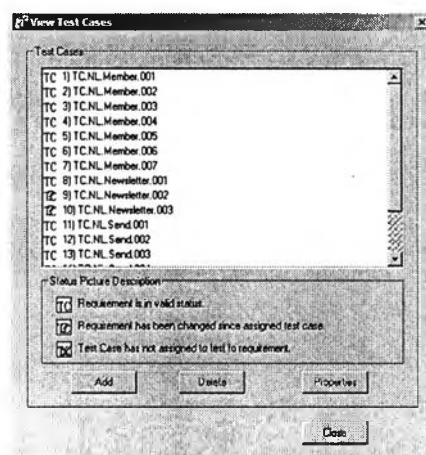 View Test Cases
Test Cases
TC 1) TC.NL.Member.001
TC 2) TC.NL.Member.002
TC 3) TC.NL.Member.003
TC 4) TC.NL.Member.004
TC 5) TC.NL.Member.005
TC 6) TC.NL.Member.006
TC 7) TC.NL.Member.007
TC 8) TC.NL.Newsletter.001
9) TC.NL.Newsletter.002
10) TC.NL.Newsletter.003
TC 11) TC.NL.Send.001
TC 12) TC.NL.Send.002
TC 13) TC.NL.Send.003
Status Picture Description
TC Requirement is in valid status.
Requirement has been changed since assigned test case.
Test Case has not assigned to test to requirement.
Add Delete Properties
Close